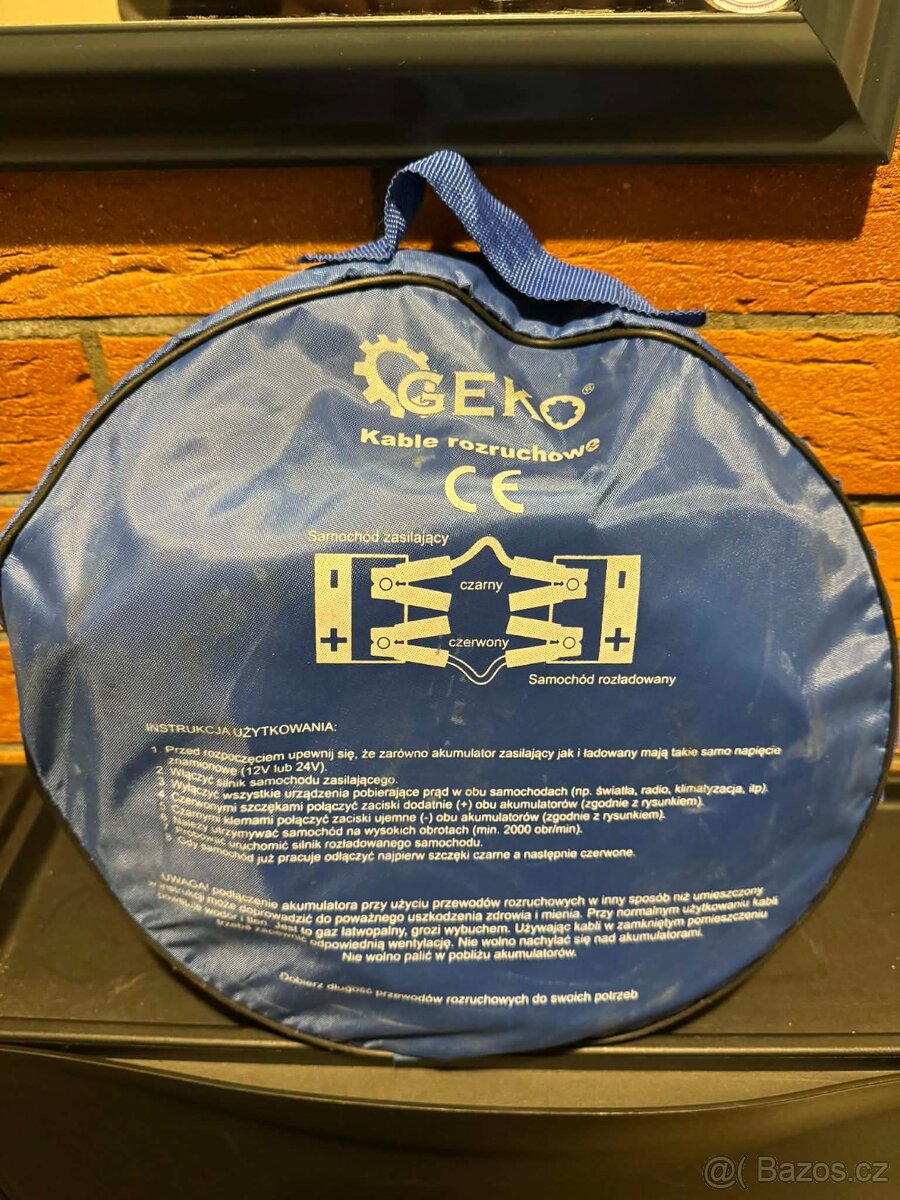 GEKO®
Kable rozruchowe
CE
Samochód zasilający
czarny
czerwony
Samochód rozładowany
INSTRUKCJA UŻYTKOWANIA:
1. Przed rozpoczęciem upewnij się, że zarówno akumulator zasilający jak i ładowany mają takie samo napięcie
znamionowe (12V lub 24V).
2. Włączyć silnik samochodu zasilającego.
3. Wyłączyć wszystkie urządzenia pobierające prąd w obu samochodach (np. światła, radio, klimatyzacja, itp).
4. Czerwonymi szczękami połączyć zaciski dodatnie (+) obu akumulatorów (zgodnie z rysunkiem).
5. Czarnymi klemami połączyć zaciski ujemne (-) obu akumulatorów (zgodnie z rysunkiem).
utrzymywać samochód na wysokich obrotach (min. 2000 obr/min).
Próbować uruchomić silnik rozładowanego samochodu.
Gdy samochód już pracuje odłączyć najpierw szczęki czarne a następnie czerwone.
UWAGA! podłączenie akumulatora przy użyciu przewodów rozruchowych w inny sposób niż umieszczony
w instrukcji może doprowadzić do poważnego uszkodzenia zdrowia i mienia. Przy normalnym użytkowaniu kabli
powstaje wodór i tlen. Jest to gaz łatwopalny, grozi wybuchem. Używając kabli w zamkniętym pomieszczeniu
trzeba zapewnić odpowiednią wentylację. Nie wolno nachylać się nad akumulatorami.
Nie wolno palić w pobliżu akumulatorów.
Dobierz długość przewodów rozruchowych do swoich potrzeb
@( Bazos.cz